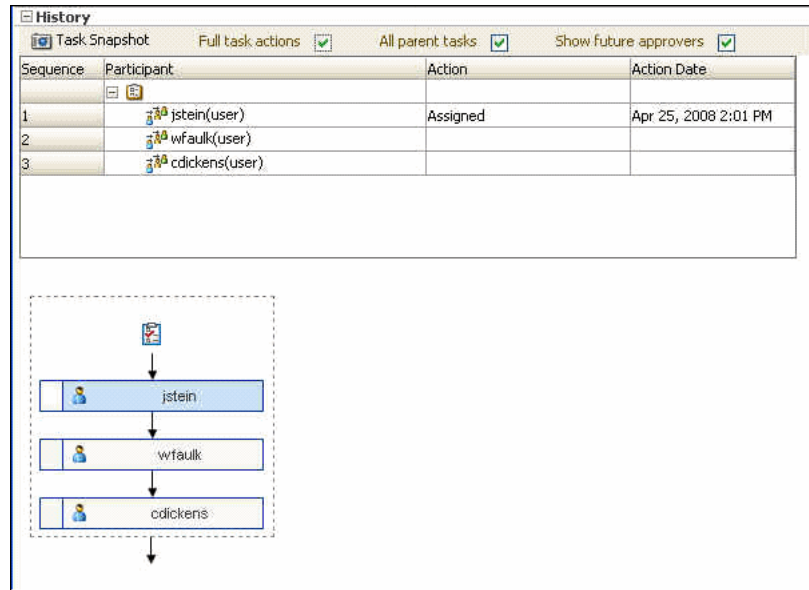 History
Task Snapshot Full task actions All parent tasks Show future approvers
Sequence Participant Action Action Date
1 jstein(user) Assigned Apr 25, 2008 2:01 PM
2 wfaulk(user)
3 cdickens(user)
jstein
wfaulk
cdickens